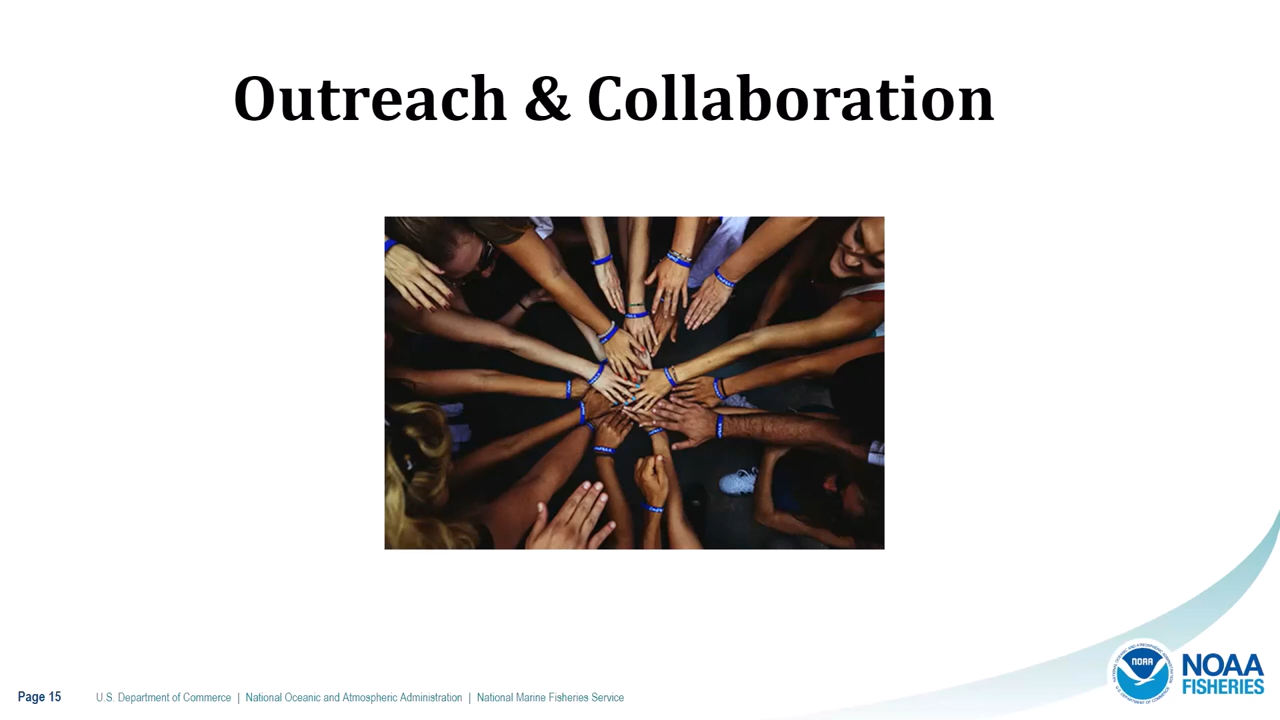 Outreach & Collaboration
NOAA
NOAA
FISHERIES
Page 15
U.S. Department of Commerce | National Oceanic and Atmospheric Administration | National Marine Fisheries Service